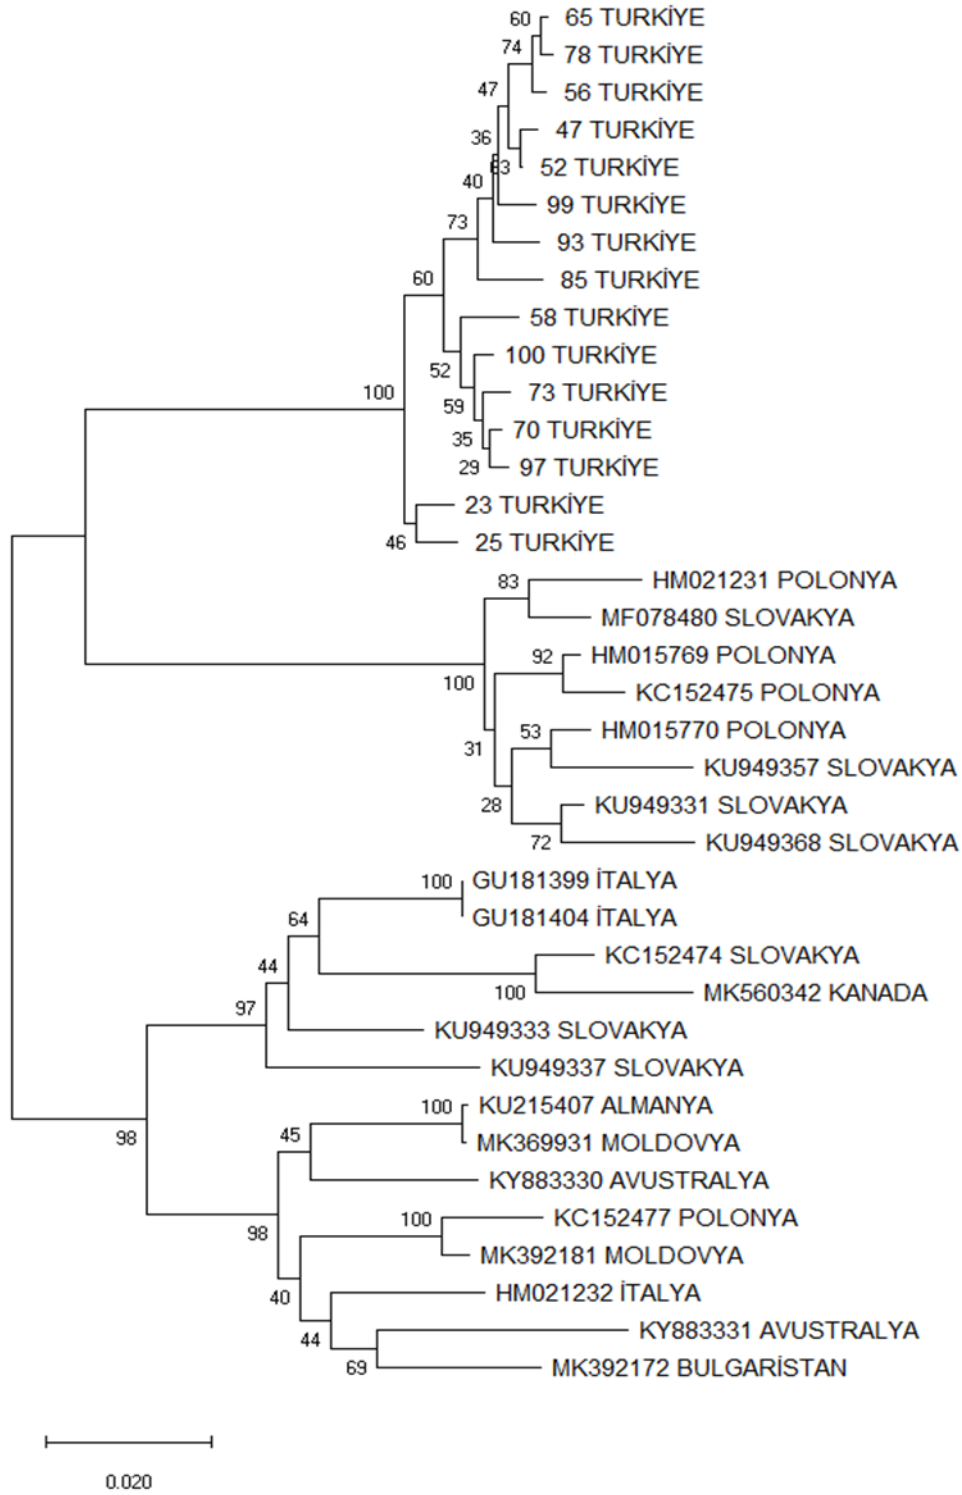 60
65 TURKİYE
74
78 TURKİYE
47
56 TURKİYE
36
47 TURKİYE
63
52 TURKİYE
40
99 TURKİYE
73
93 TURKİYE
60
85 TURKİYE
58 TURKİYE
52
100 TURKİYE
100
59
73 TURKİYE
35
70 TURKİYE
29
97 TURKİYE
23 TURKİYE
46
25 TURKİYE
83
HM021231 POLONYA
MF078480 SLOVAKYA
92
HM015769 POLONYA
100
KC152475 POLONYA
31
53
HM015770 POLONYA
KU949357 SLOVAKYA
28
KU949331 SLOVAKYA
72
KU949368 SLOVAKYA
100
GU181399 İTALYA
64
GU181404 İTALYA
44
KC152474 SLOVAKYA
100
MK560342 KANADA
97
KU949333 SLOVAKYA
KU949337 SLOVAKYA
98
100
KU215407 ALMANYA
45
MK369931 MOLDOVYA
KY883330 AVUSTRALYA
98
100
KC152477 POLONYA
MK392181 MOLDOVYA
40
HM021232 İTALYA
44
KY883331 AVUSTRALYA
69
MK392172 BULGARİSTAN
0.020